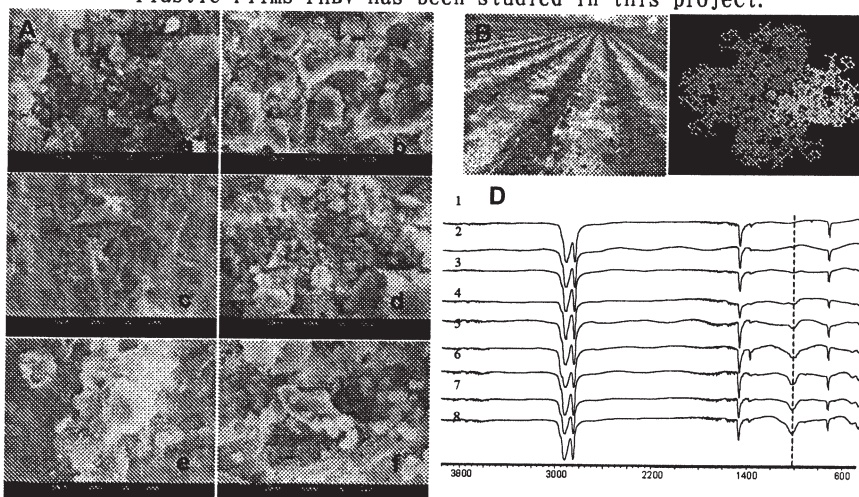 Plastic Films PHBV has been studied in this project.
A
B
a
b
c
d
e
f
D
1
2
3
4
5
6
7
8
3800 3000 2200 1400 600